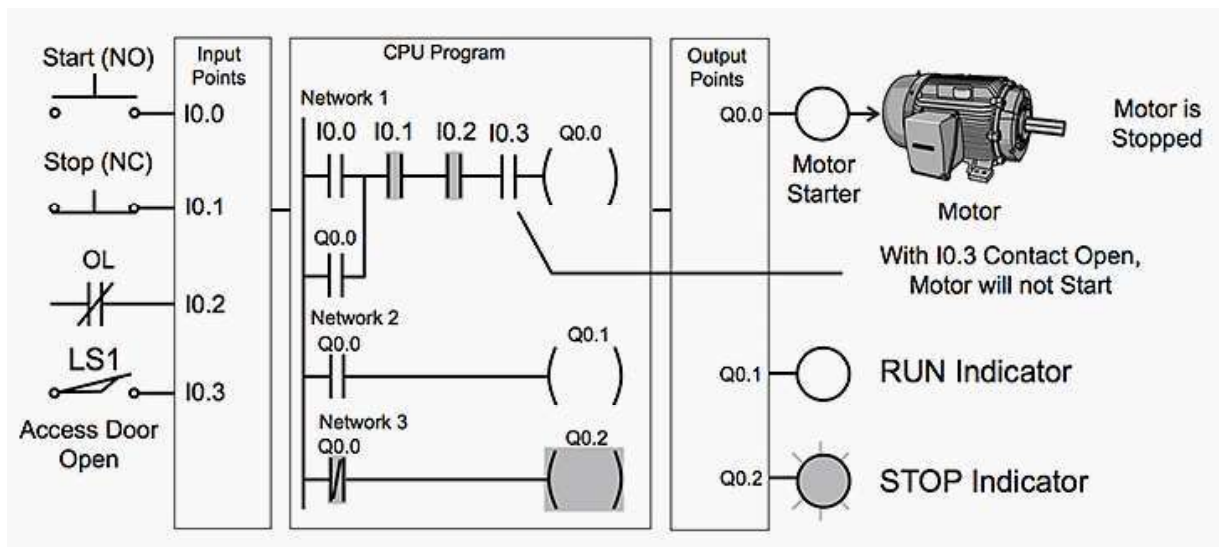 Start (NO)
I0.0
Stop (NC)
I0.1
OL
I0.2
LS1
I0.3
Access Door
Open
Input
Points
CPU Program
Network 1
I0.0 I0.1 I0.2 I0.3 Q0.0
Q0.0
Network 2
Q0.0 Q0.1
Network 3
Q0.0 Q0.2
Output
Points
Q0.0
Motor
Starter
Motor
Motor is
Stopped
With I0.3 Contact Open,
Motor will not Start
Q0.1 RUN Indicator
Q0.2 STOP Indicator